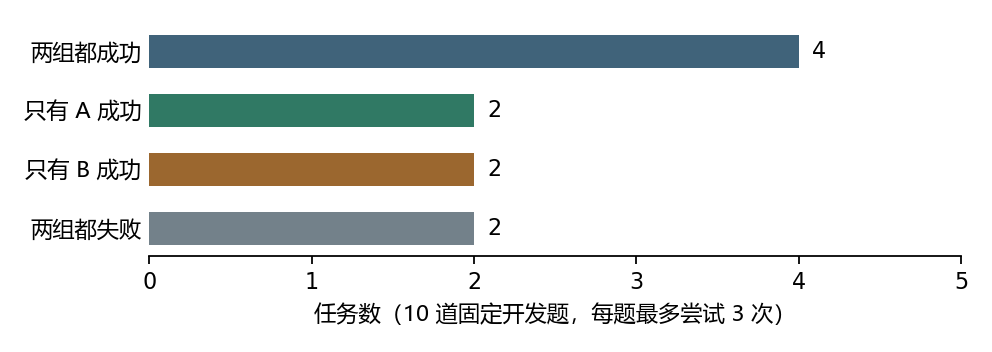 两组都成功 4
只有 A 成功 2
只有 B 成功 2
两组都失败 2
0 1 2 3 4 5
任务数（10 道固定开发题，每题最多尝试 3 次）